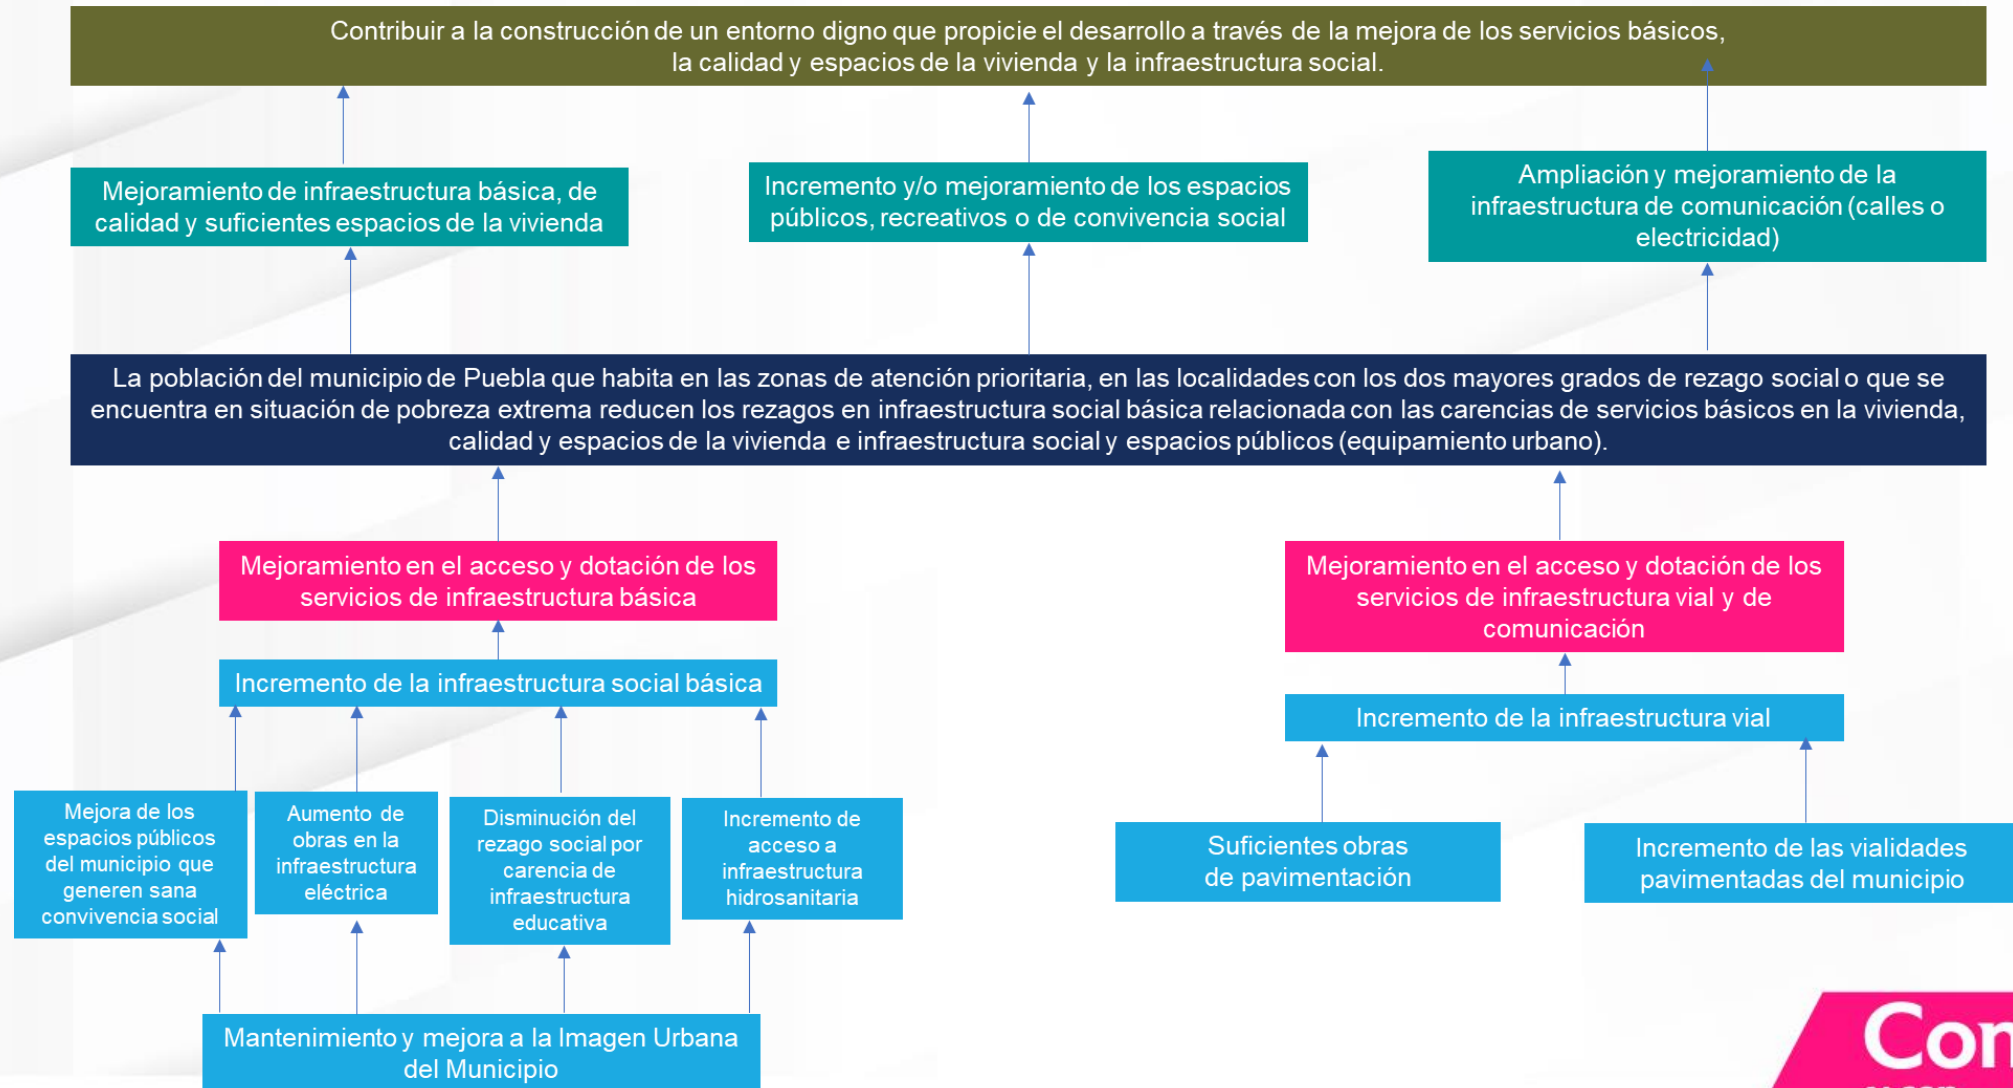 Contribuir a la construcción de un entorno digno que propicie el desarrollo a través de la mejora de los servicios básicos,
la calidad y espacios de la vivienda y la infraestructura social.
Mejoramiento de infraestructura básica, de
calidad y suficientes espacios de la vivienda
Incremento y/o mejoramiento de los espacios
públicos, recreativos o de convivencia social
Ampliación y mejoramiento de la
infraestructura de comunicación (calles o
electricidad)
La población del municipio de Puebla que habita en las zonas de atención prioritaria, en las localidades con los dos mayores grados de rezago social o que se
encuentra en situación de pobreza extrema reducen los rezagos en infraestructura social básica relacionada con las carencias de servicios básicos en la vivienda,
calidad y espacios de la vivienda e infraestructura social y espacios públicos (equipamiento urbano).
Mejoramiento en el acceso y dotación de los
servicios de infraestructura básica
Mejoramiento en el acceso y dotación de los
servicios de infraestructura vial y de
comunicación
Incremento de la infraestructura social básica
Incremento de la infraestructura vial
Mejora de los
espacios públicos
del municipio que
generen sana
convivencia social
Aumento de
obras en la
infraestructura
eléctrica
Disminución del
rezago social por
carencia de
infraestructura
educativa
Incremento de
acceso a
infraestructura
hidrosanitaria
Suficientes obras
de pavimentación
Incremento de las vialidades
pavimentadas del municipio
Mantenimiento y mejora a la Imagen Urbana
del Municipio
Con